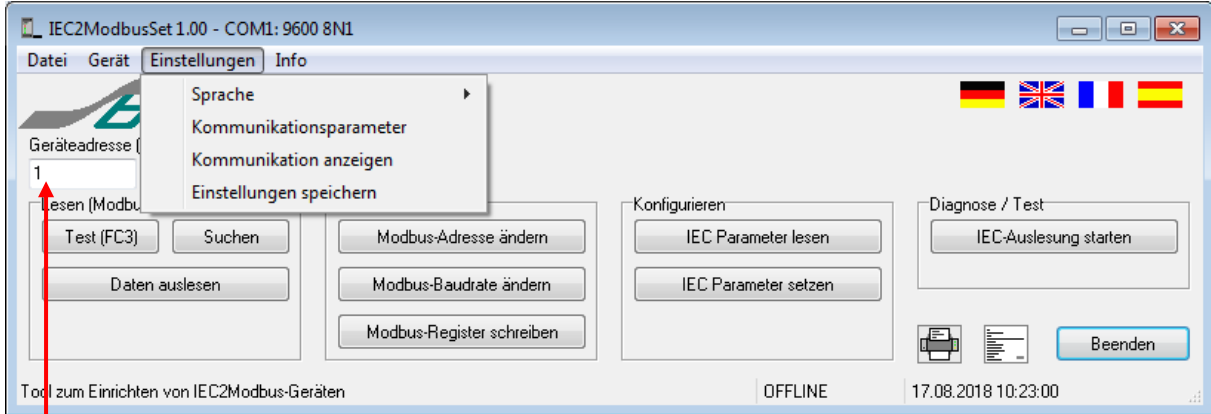 IEC2ModbusSet 1.00 - COM1: 9600 8N1
Datei Gerät Einstellungen Info
Sprache
Kommunikationsparameter
Kommunikation anzeigen
Einstellungen speichern
Geräteadresse (
1
Lesen (Modbu
Konfigurieren
Diagnose / Test
Test (FC3) Suchen Modbus-Adresse ändern IEC Parameter lesen IEC-Auslesung starten
Daten auslesen Modbus-Baudrate ändern IEC Parameter setzen
Modbus-Register schreiben Beenden
Tool zum Einrichten von IEC2Modbus-Geräten OFFLINE 17.08.2018 10:23:00